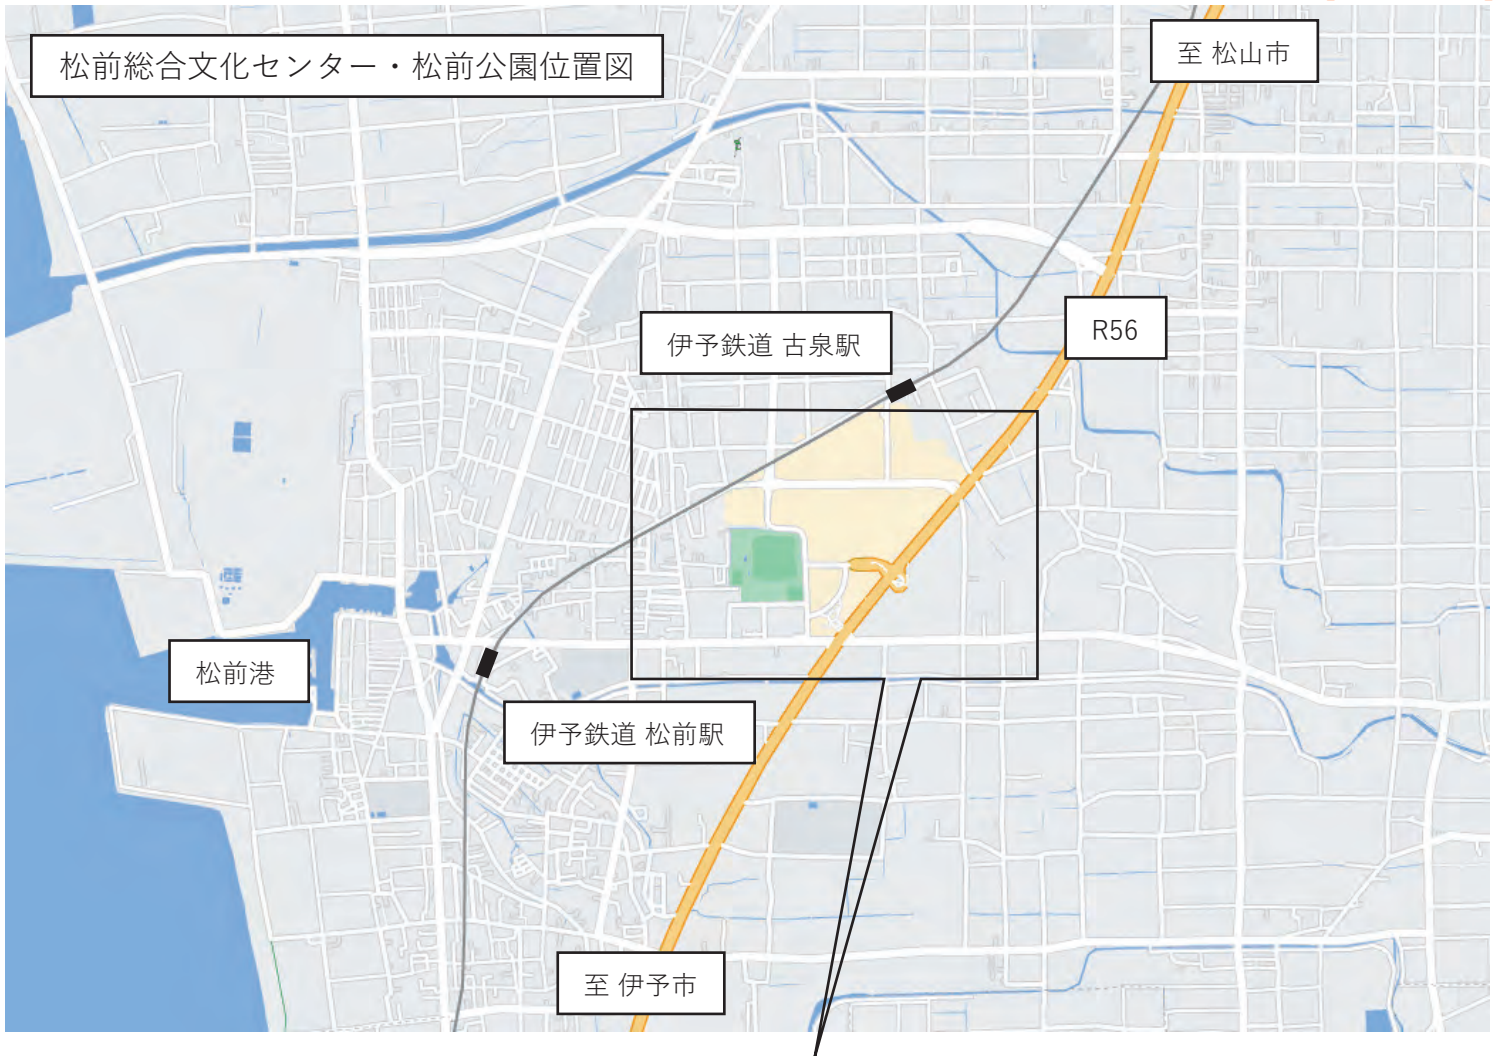 松前総合文化センター・松前公園位置図
至 松山市
R56
伊予鉄道 古泉駅
松前港
伊予鉄道 松前駅
至 伊予市